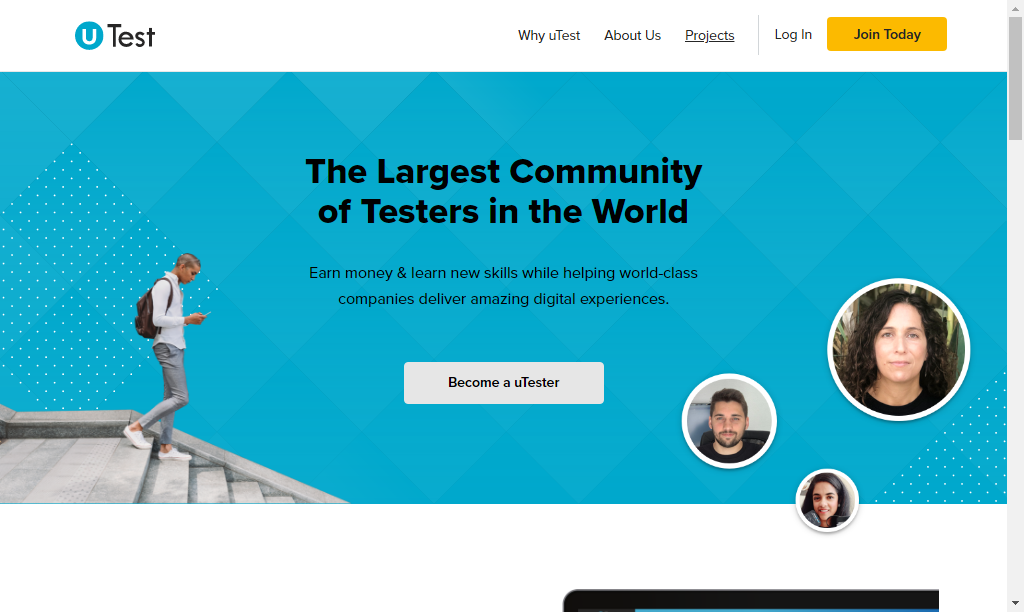 uTest
Why uTest
About Us
Projects
Log In
Join Today
The Largest Community
of Testers in the World
Earn money & learn new skills while helping world-class
companies deliver amazing digital experiences.
Become a uTester